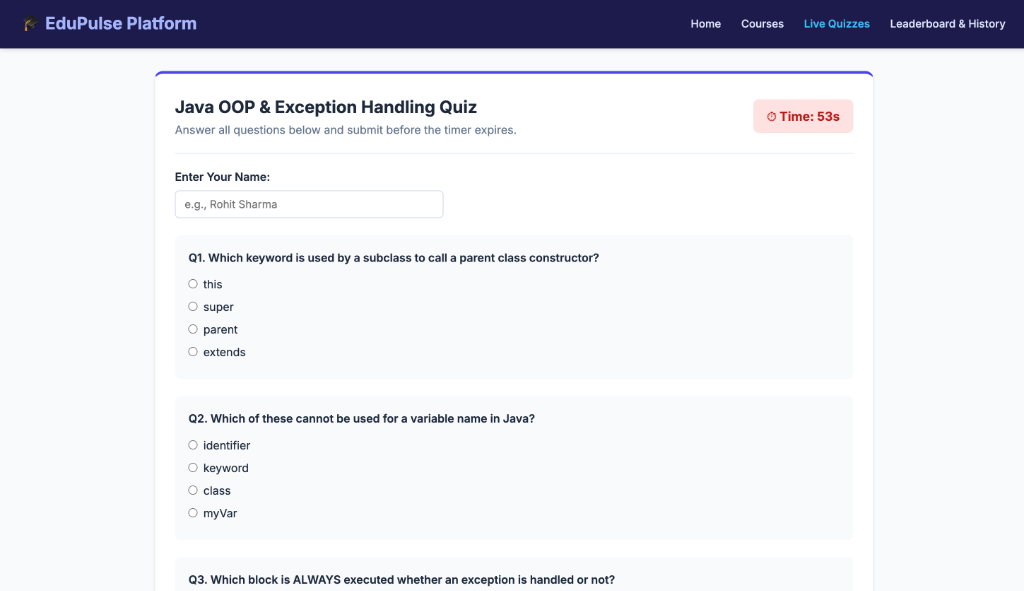 EduPulse Platform
Home Courses Live Quizzes Leaderboard & History
Java OOP & Exception Handling Quiz
Answer all questions below and submit before the timer expires.
Time: 53s
Enter Your Name:
e.g., Rohit Sharma
Q1. Which keyword is used by a subclass to call a parent class constructor?
this
super
parent
extends
Q2. Which of these cannot be used for a variable name in Java?
identifier
keyword
class
myVar
Q3. Which block is ALWAYS executed whether an exception is handled or not?